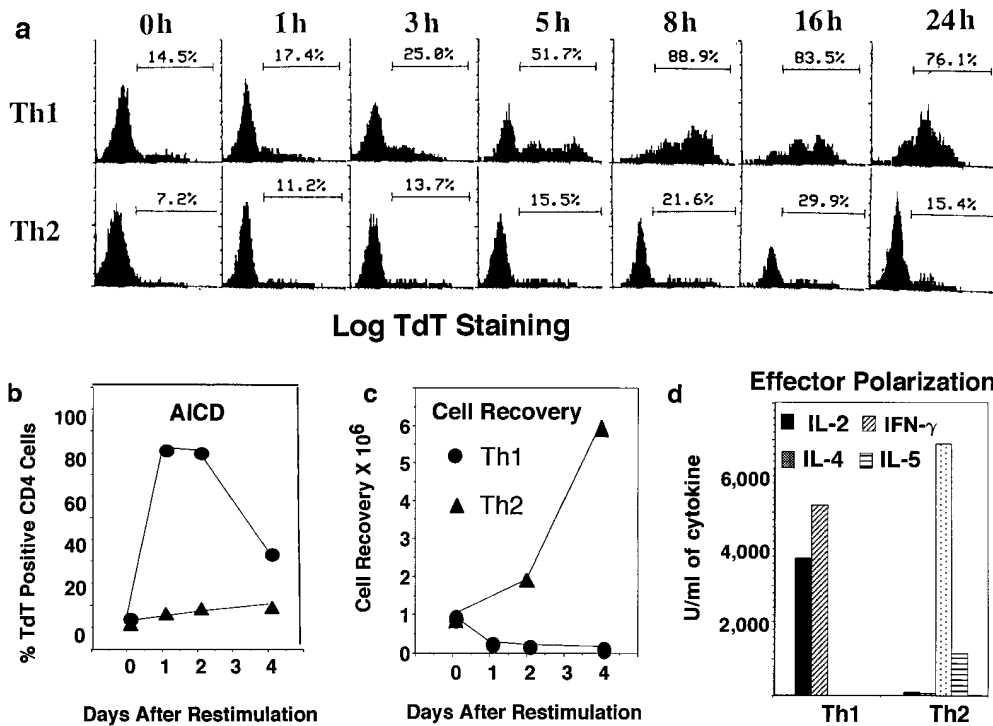 a 0h 1h 3h 5h 8h 16h 24h
Th1 14.5% 17.4% 25.0% 51.7% 88.9% 83.5% 76.1%
Th2 7.2% 11.2% 13.7% 15.5% 21.6% 29.9% 15.4%
Log TdT Staining
b
AICD
% TdT Positive CD4 Cells
100
80
60
40
20
0
0 1 2 3 4
Days After Restimulation
c
Cell Recovery
Th1
Th2
Cell Recovery X 10^6
6
5
4
3
2
1
0
0 1 2 3 4
Days After Restimulation
d
Effector Polarization
IL-2 IFN-γ
IL-4 IL-5
U/ml of cytokine
6,000
4,000
2,000
Th1 Th2